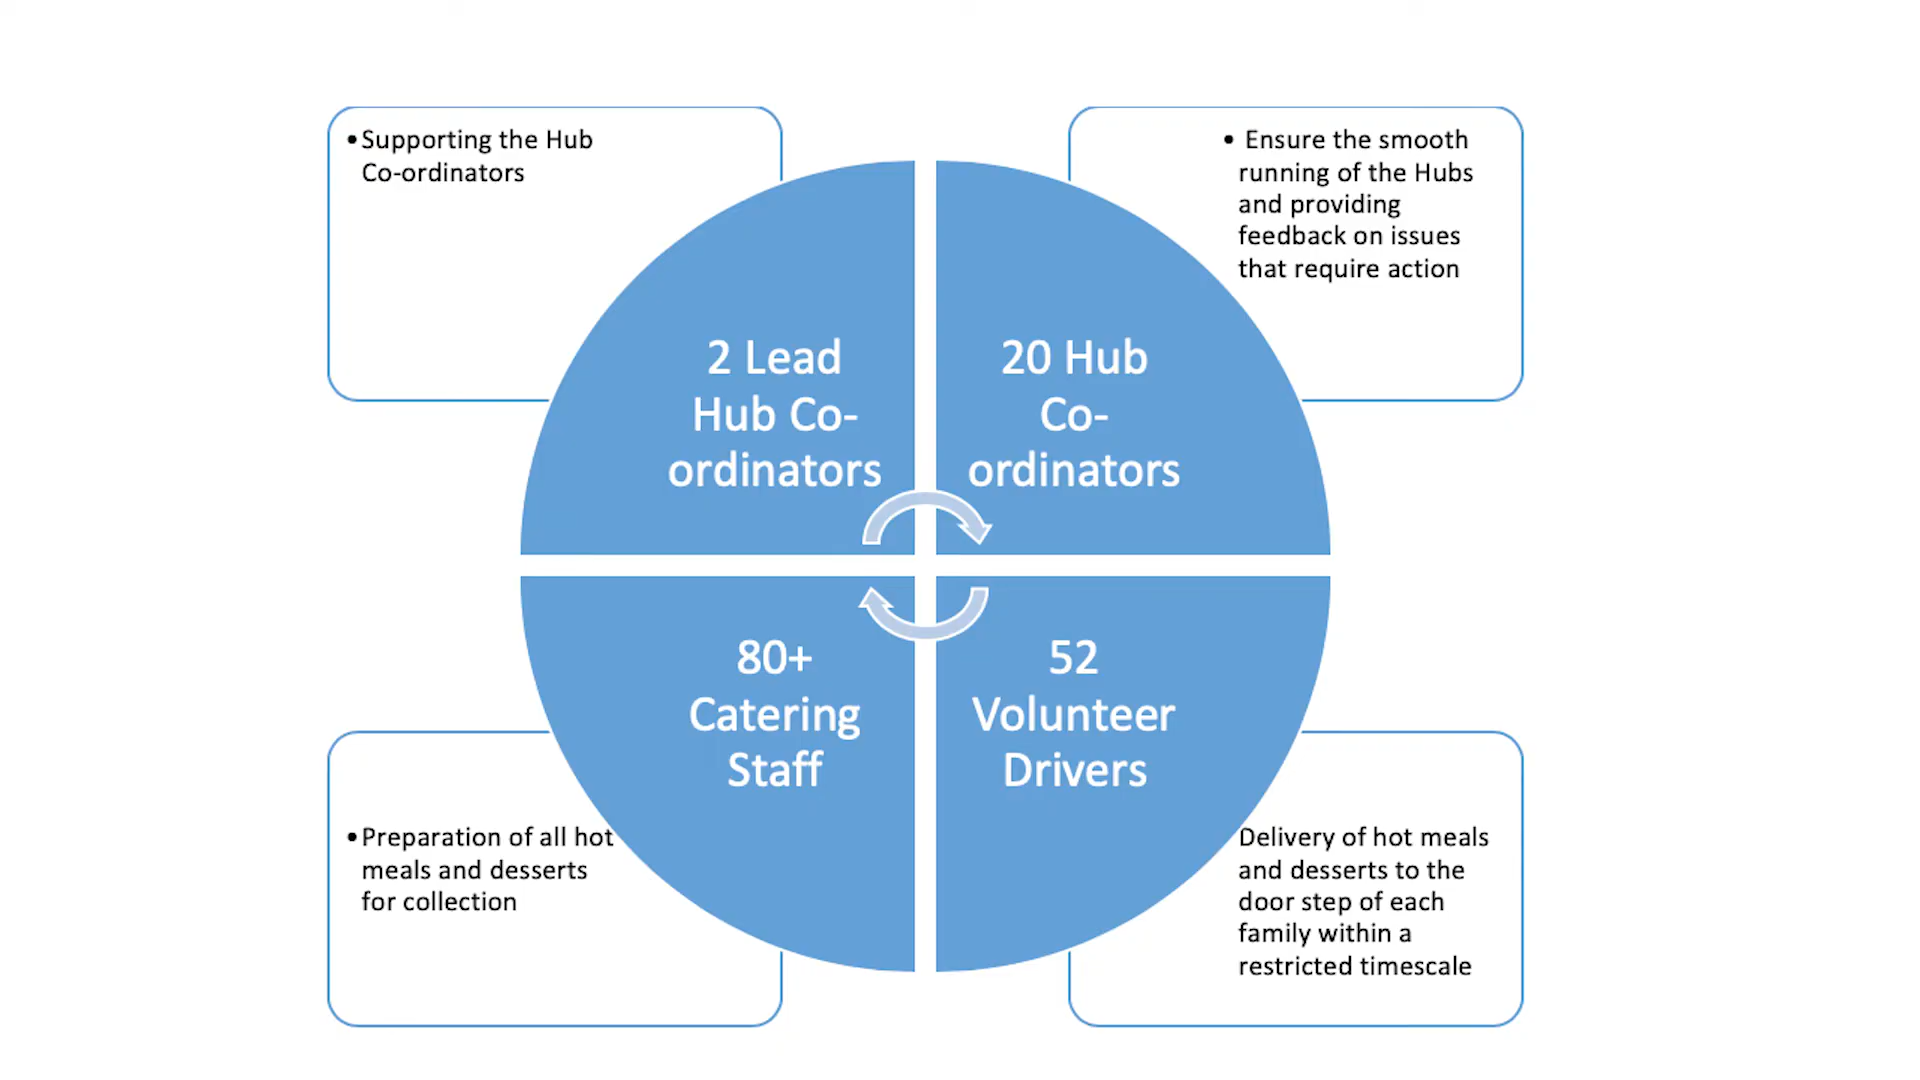 •Supporting the Hub
Co-ordinators
• Ensure the smooth
running of the Hubs
and providing
feedback on issues
that require action
2 Lead
Hub Co-
ordinators
20 Hub
Co-
ordinators
80+
Catering
Staff
52
Volunteer
Drivers
•Preparation of all hot
meals and desserts
for collection
Delivery of hot meals
and desserts to the
door step of each
family within a
restricted timescale